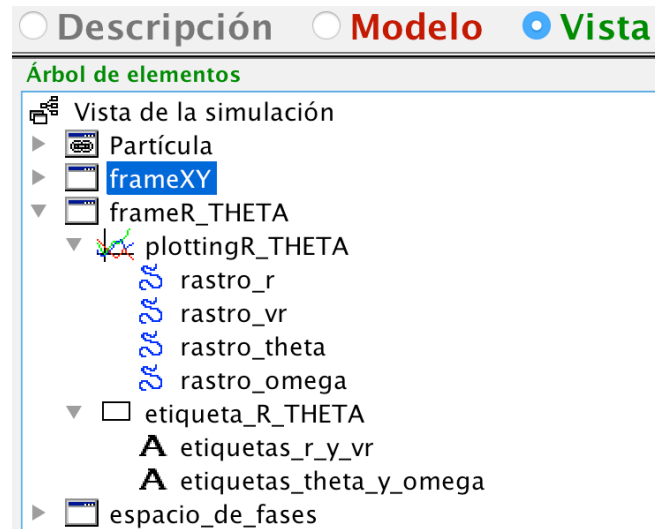 Descripción Modelo Vista
Árbol de elementos
Vista de la simulación
Partícula
frameXY
frameR_THETA
plottingR_THETA
rastro_r
rastro_vr
rastro_theta
rastro_omega
etiqueta_R_THETA
A etiquetas_r_y_vr
A etiquetas_theta_y_omega
espacio_de_fases